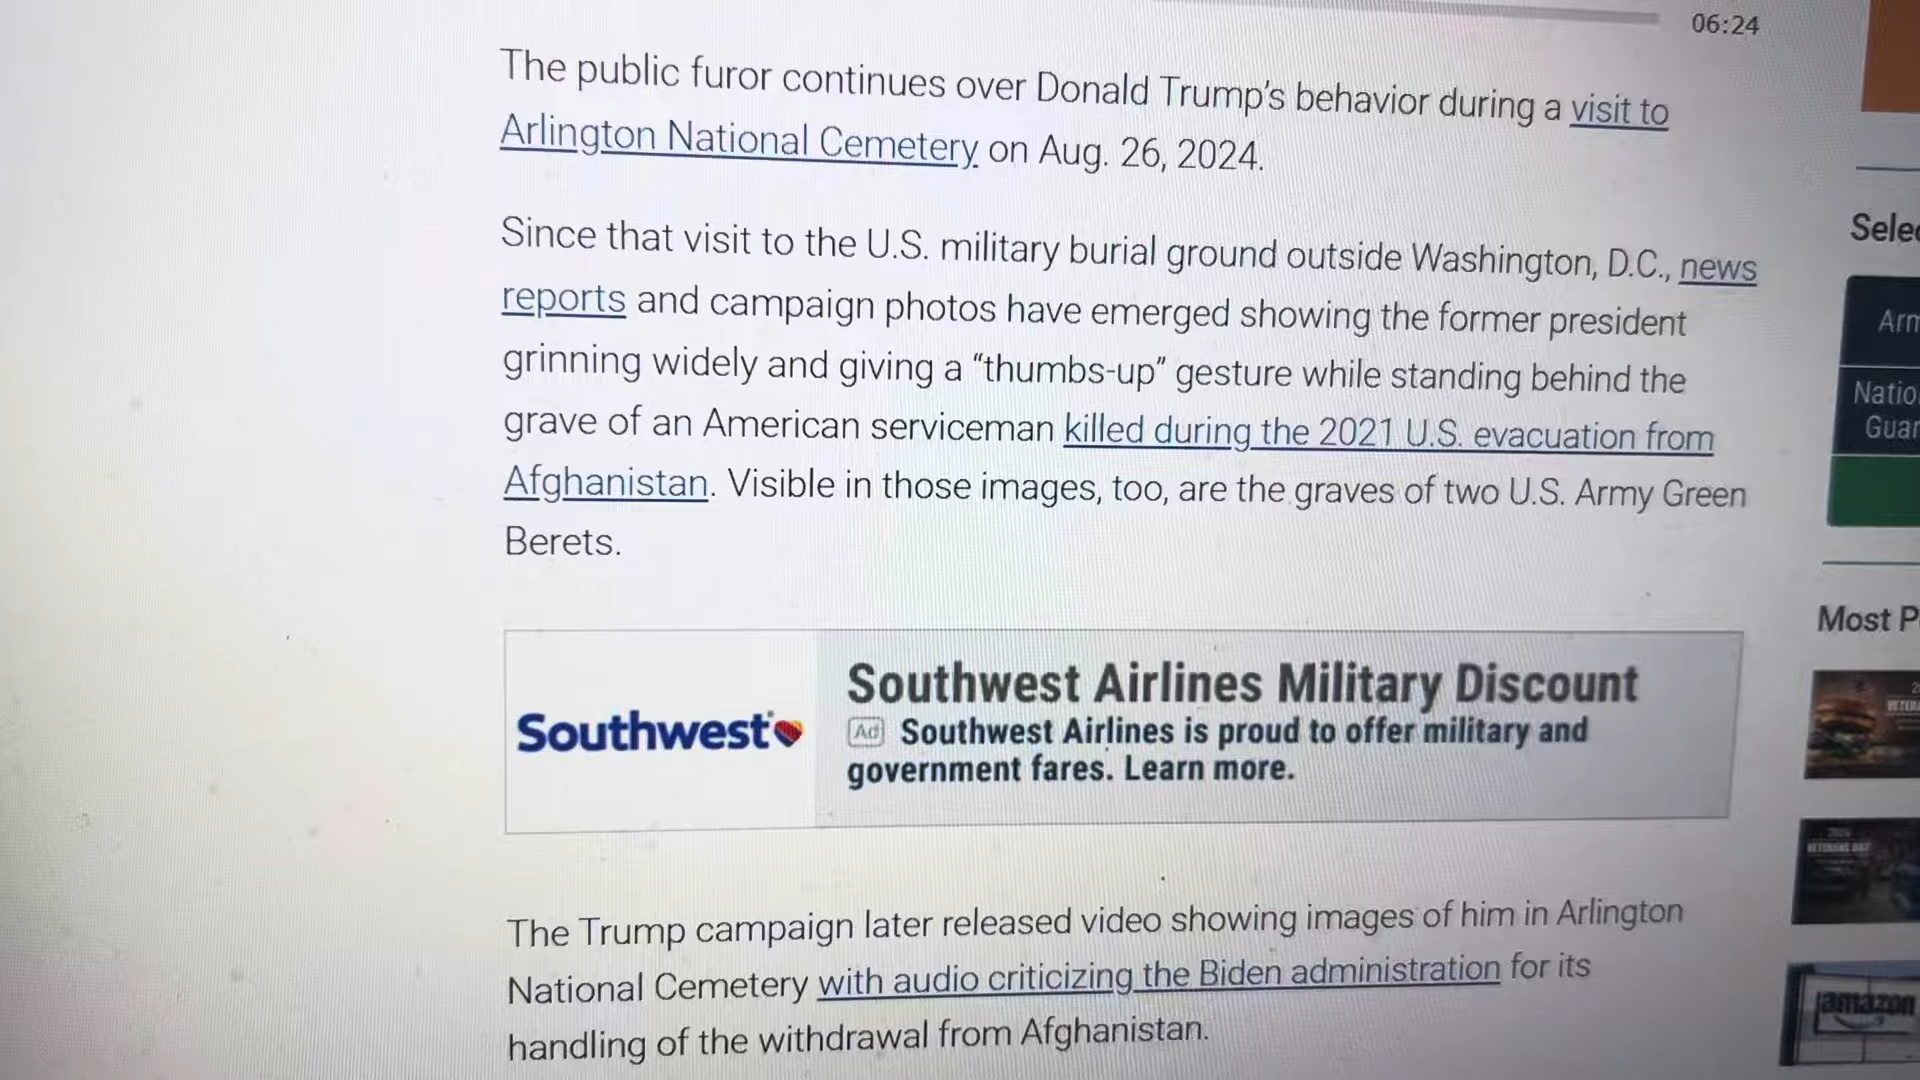 06:24
The public furor continues over Donald Trump's behavior during a visit to
Arlington National Cemetery on Aug. 26, 2024.
Since that visit to the U.S. military burial ground outside Washington, D.C., news
reports and campaign photos have emerged showing the former president
grinning widely and giving a “thumbs-up” gesture while standing behind the
grave of an American serviceman killed during the 2021 U.S. evacuation from
Afghanistan. Visible in those images, too, are the graves of two U.S. Army Green
Berets.
Southwest
Southwest Airlines Military Discount
Ad Southwest Airlines is proud to offer military and
government fares. Learn more.
The Trump campaign later released video showing images of him in Arlington
National Cemetery with audio criticizing the Biden administration for its
handling of the withdrawal from Afghanistan.
Selec
Arm
Natio
Guar
Most P
VETERANS DAY
amazon